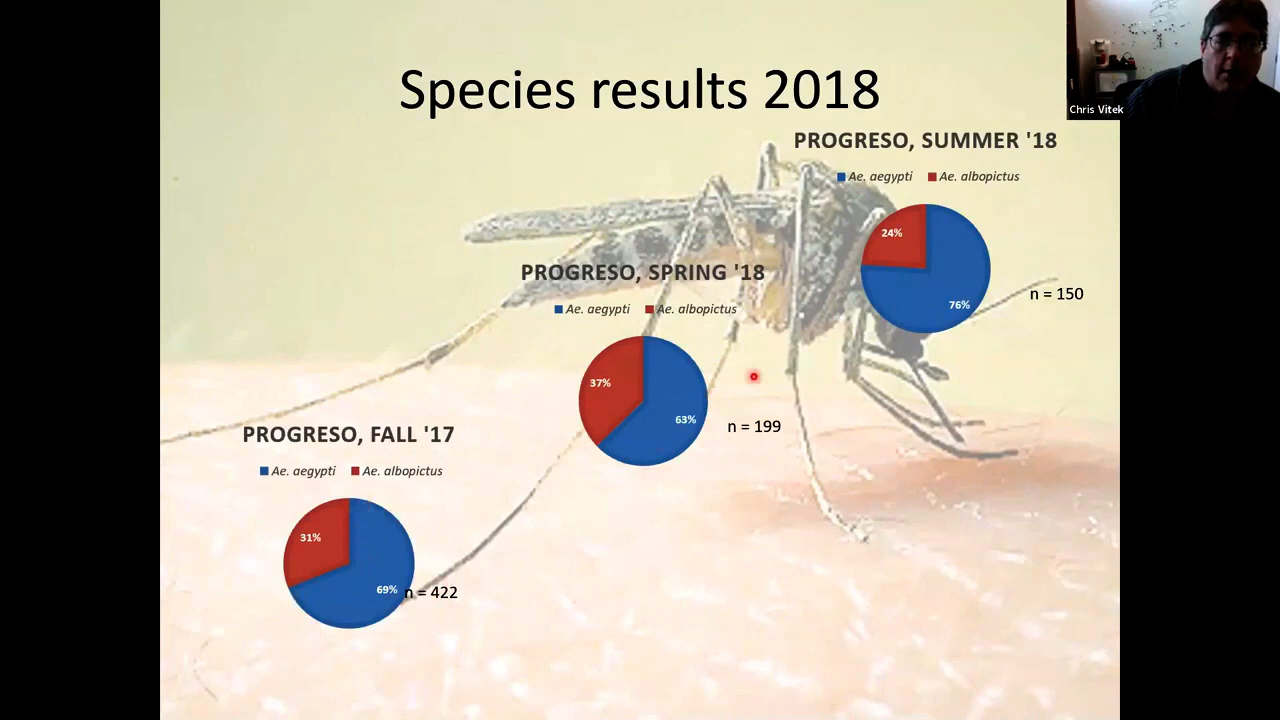 Species results 2018
Chris Vitek
PROGRESO, SUMMER '18
Ae. aegypti Ae. albopictus
24%
76%
n = 150
PROGRESO, SPRING '18
Ae. aegypti Ae. albopictus
37%
63%
n = 199
PROGRESO, FALL '17
Ae. aegypti Ae. albopictus
31%
69%
n = 422